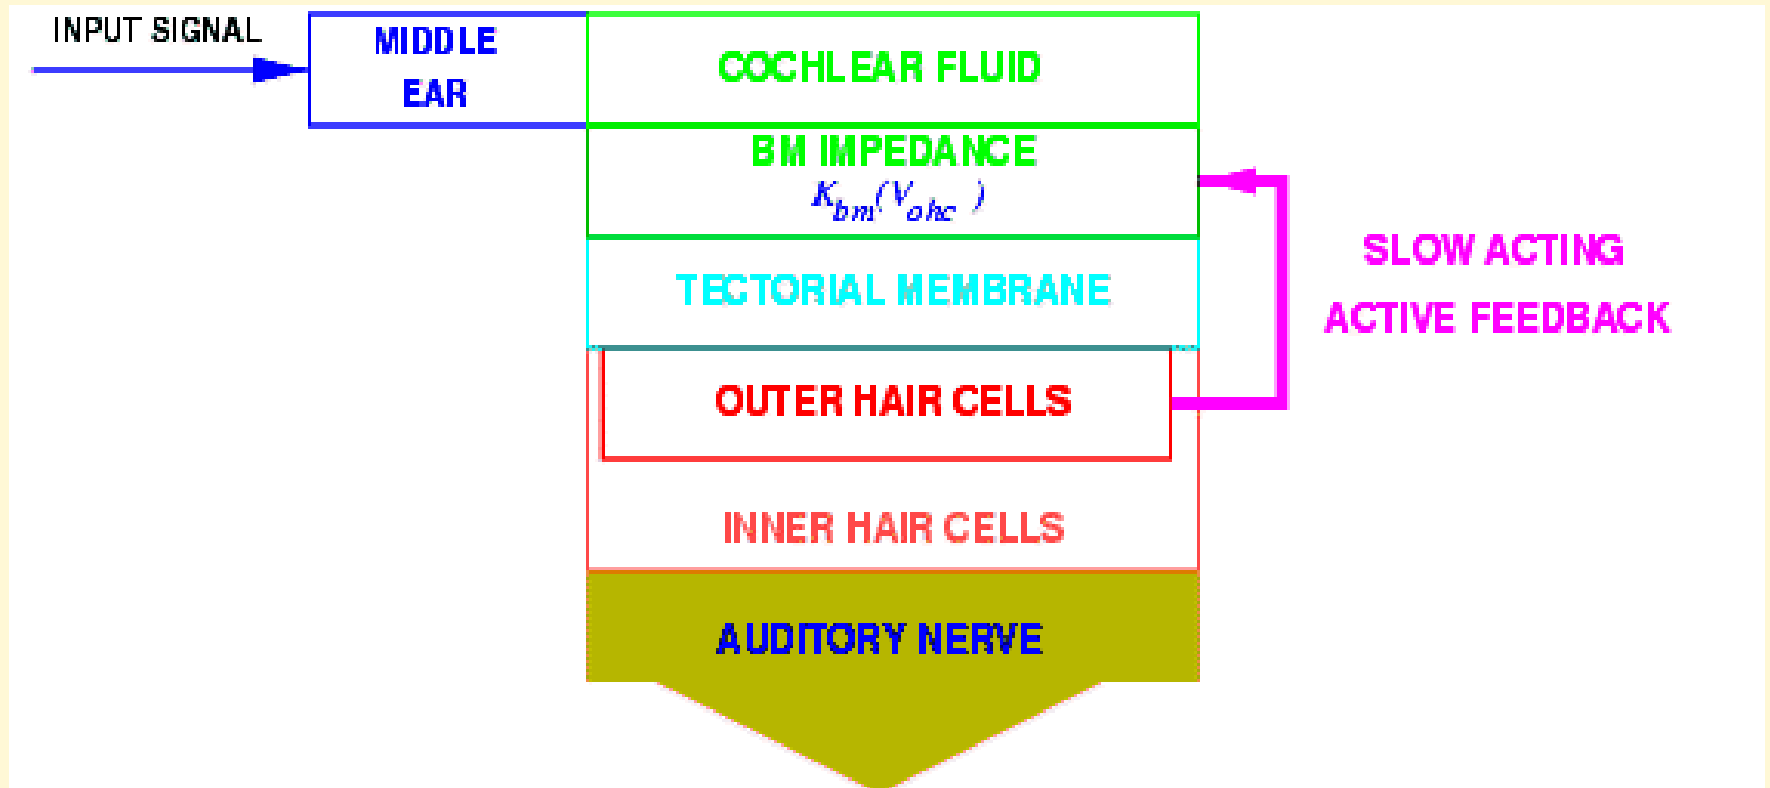 INPUT SIGNAL
MIDDLE
EAR
COCHLEAR FLUID
BM IMPEDANCE
K_bm(V_ohc )
TECTORIAL MEMBRANE
SLOW ACTING
ACTIVE FEEDBACK
OUTER HAIR CELLS
INNER HAIR CELLS
AUDITORY NERVE